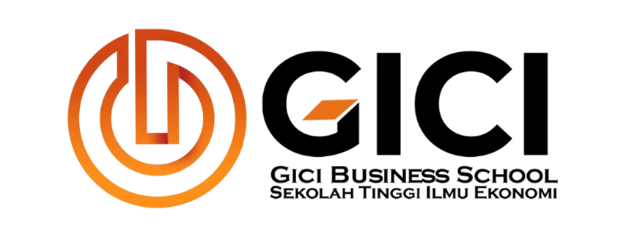 GICI
GICI BUSINESS SCHOOL
SEKOLAH TINGGI ILMU EKONOMI